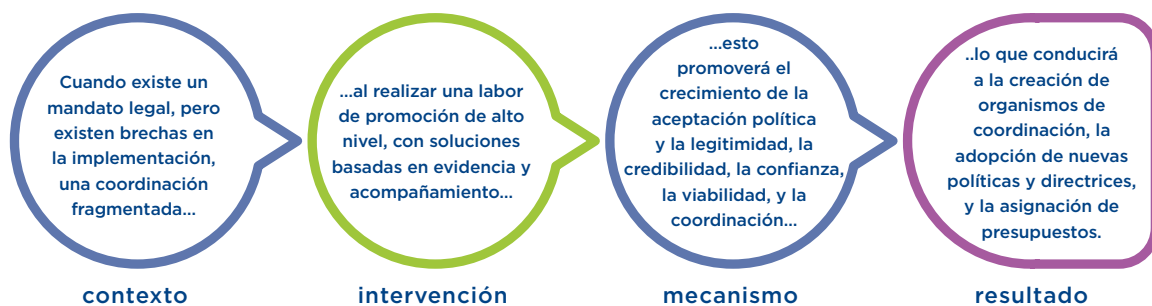 Cuando existe un
mandato legal, pero
existen brechas en
la implementación,
una coordinación
fragmentada...
...al realizar una labor
de promoción de alto
nivel, con soluciones
basadas en evidencia y
acompañamiento...
...esto
promoverá el
crecimiento de la
aceptación política
y la legitimidad, la
credibilidad, la confianza,
la viabilidad, y la
coordinación...
..lo que conducirá
a la creación de
organismos de
coordinación, la
adopción de nuevas
políticas y directrices,
y la asignación de
presupuestos.
contexto
intervención
mecanismo
resultado